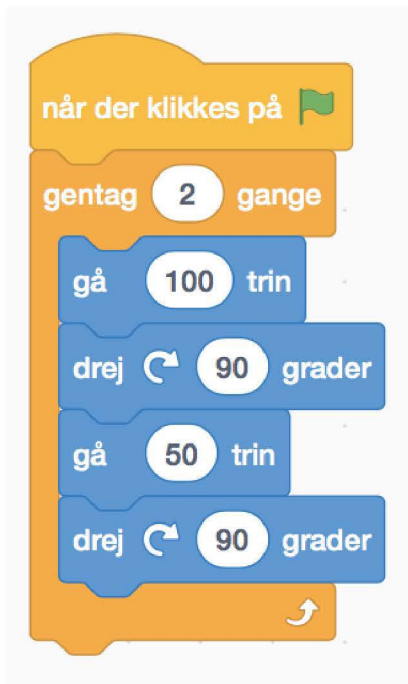 når der klikkes på
gentag 2 gange
gå 100 trin
drej 90 grader
gå 50 trin
drej 90 grader